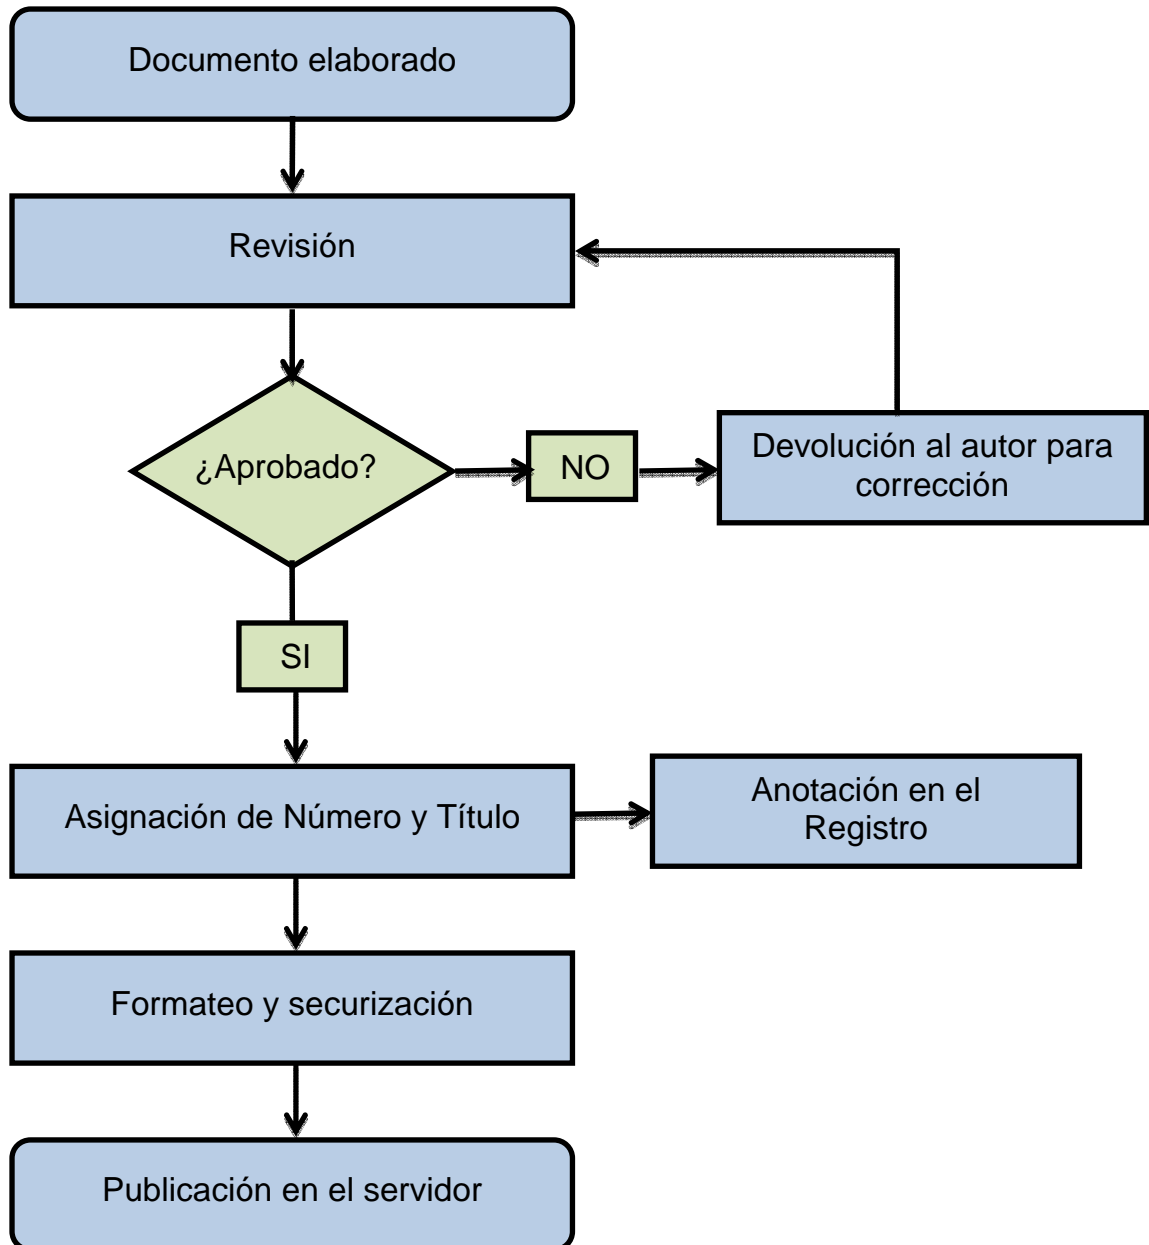 Documento elaborado
Revisión
¿Aprobado?
NO
Devolución al autor para
corrección
SI
Asignación de Número y Título
Anotación en el
Registro
Formateo y securización
Publicación en el servidor